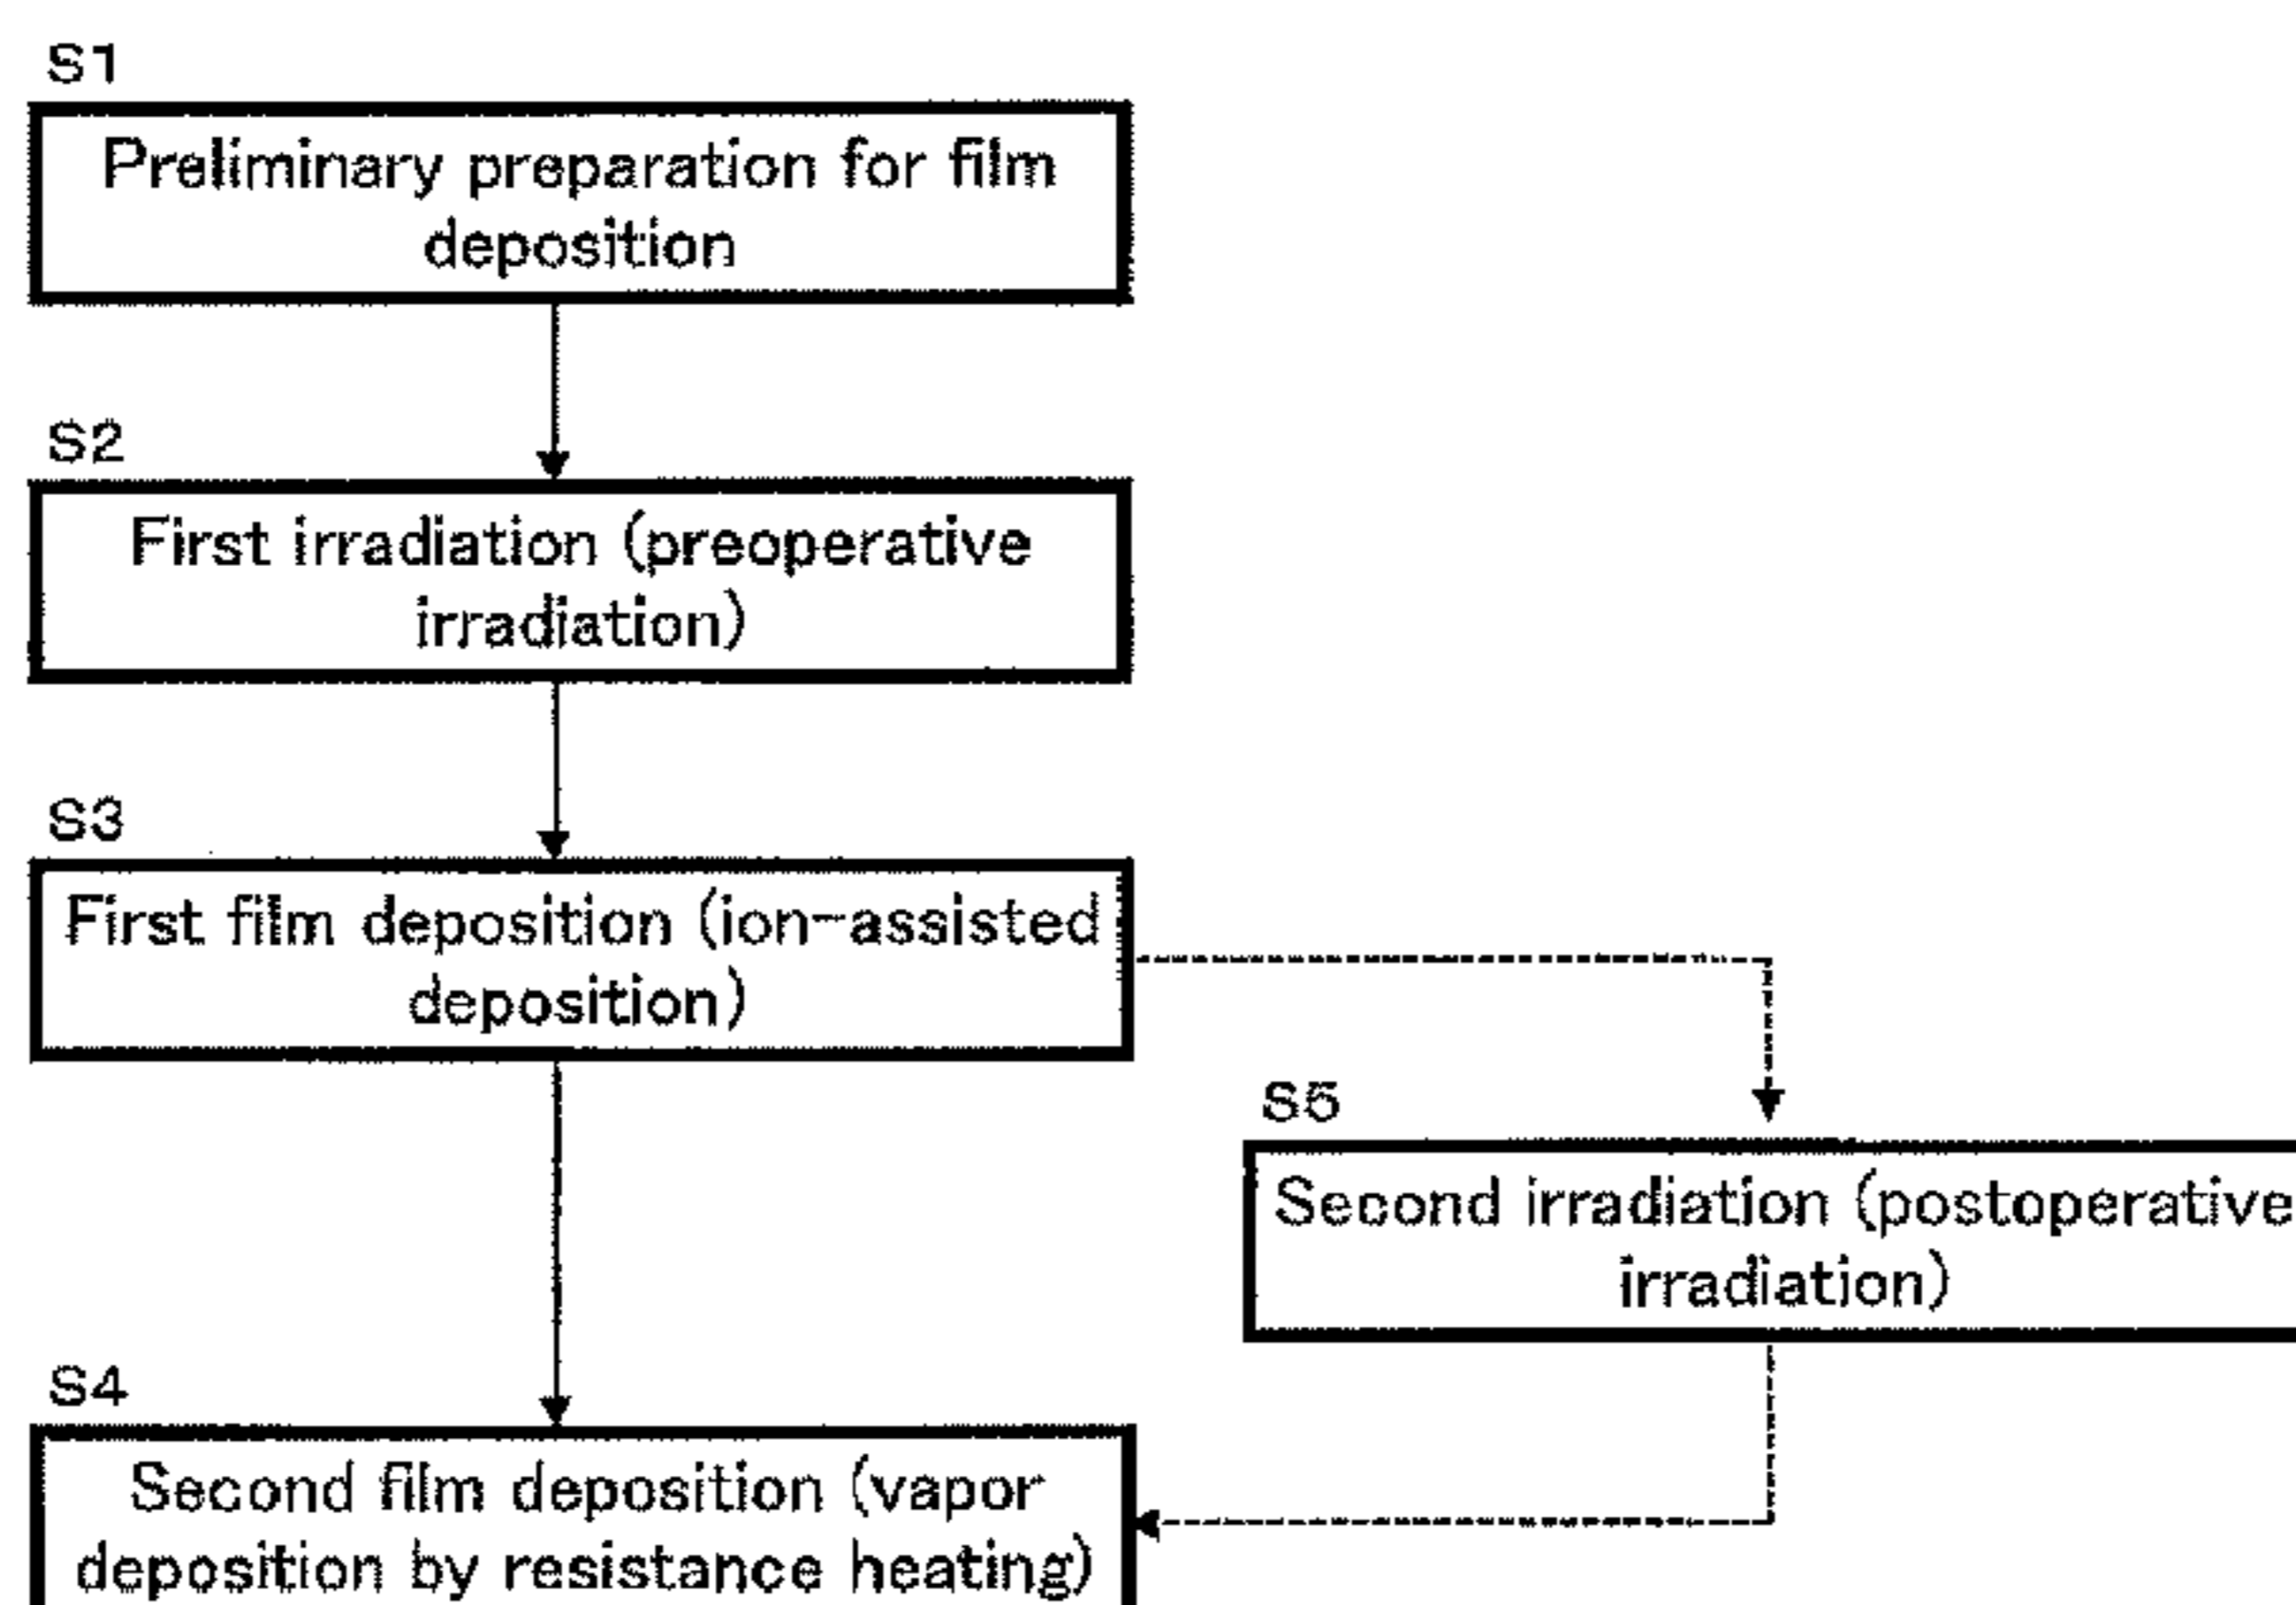 S1
Preliminary preparation for film
deposition
S2
First irradiation (preoperative
irradiation)
S3
First film deposition (ion-assisted
deposition)
S5
Second irradiation (postoperative
irradiation)
S4
Second film deposition (vapor
deposition by resistance heating)